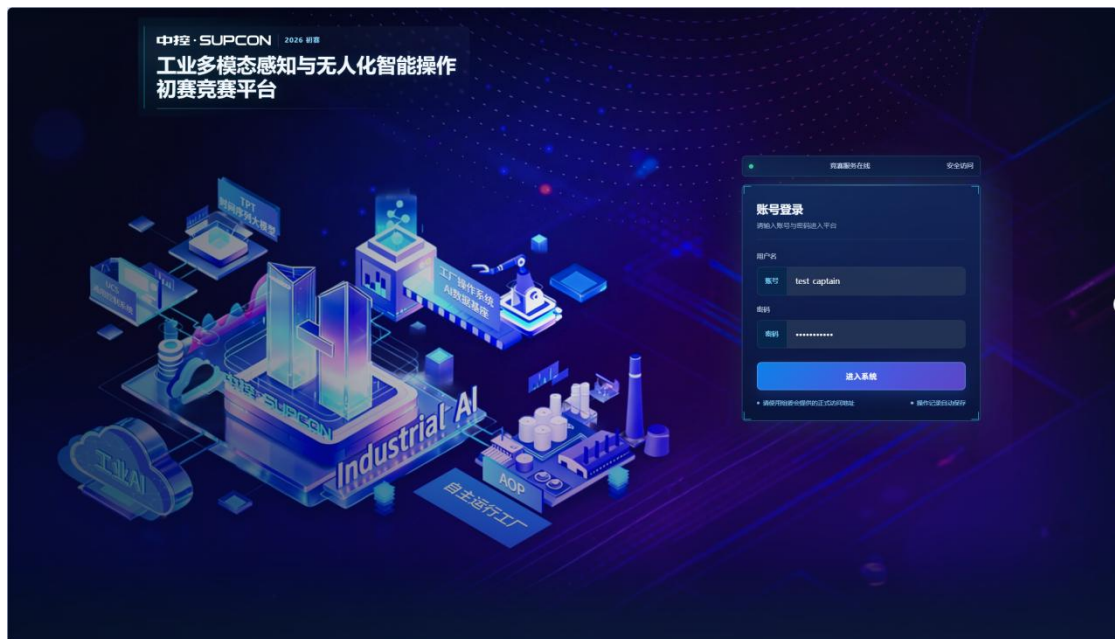 中控·SUPCON 2026 初赛
工业多模态感知与无人化智能操作
初赛竞赛平台
竞赛服务在线 安全访问
账号登录
请输入账号与密码进入平台
用户名
账号 test captain
密码
密码 •••••••••••
进入系统
• 请使用组委会提供的正式访问地址 • 操作记录自动保存
TPT
时间序列大模型
UCS
工厂操作系统
AI数据基座
中控·SUPCON
Industrial AI
工业AI
AOP
自主运行工厂